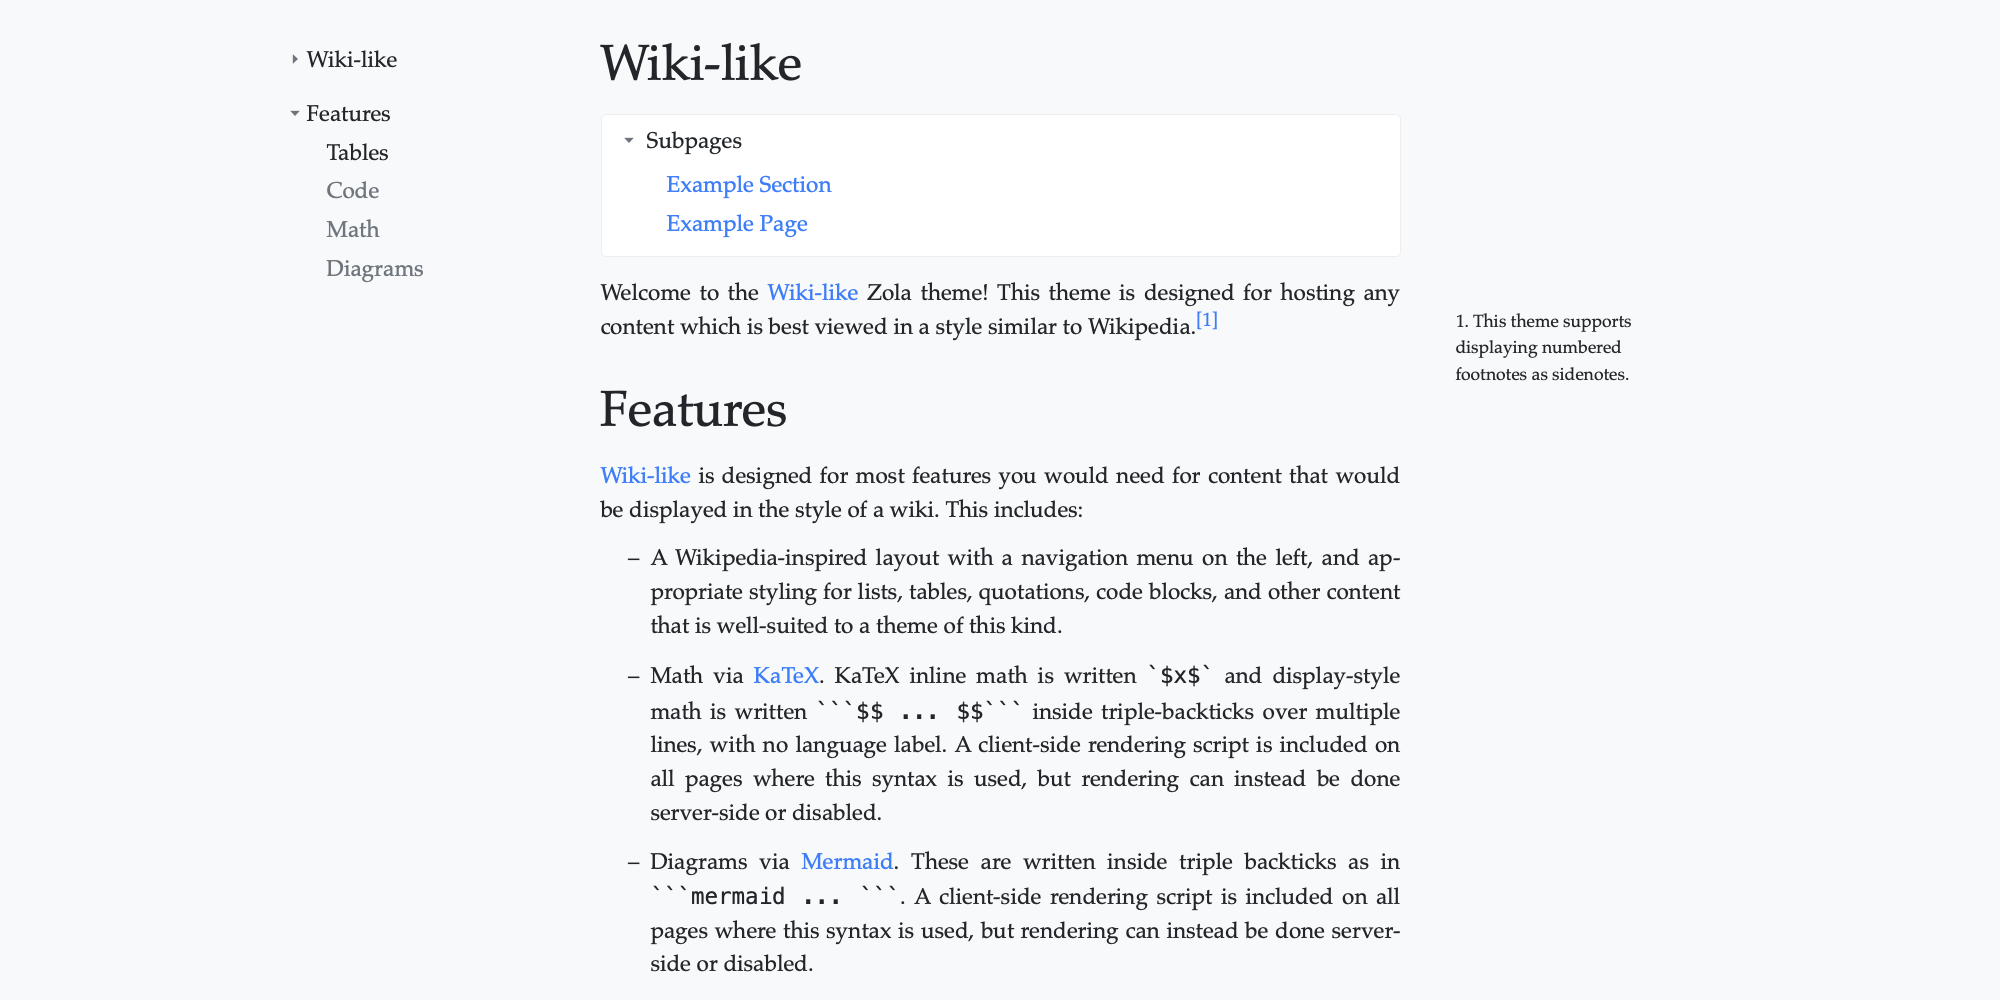 Wiki-like
Features
Tables
Code
Math
Diagrams
Wiki-like
Subpages
Example Section
Example Page
Welcome to the Wiki-like Zola theme! This theme is designed for hosting any
content which is best viewed in a style similar to Wikipedia.[1]
1. This theme supports
displaying numbered
footnotes as sidenotes.
Features
Wiki-like is designed for most features you would need for content that would
be displayed in the style of a wiki. This includes:
– A Wikipedia-inspired layout with a navigation menu on the left, and ap-
propriate styling for lists, tables, quotations, code blocks, and other content
that is well-suited to a theme of this kind.
– Math via KaTeX. KaTeX inline math is written `$x$` and display-style
math is written ```$$ ... $$``` inside triple-backticks over multiple
lines, with no language label. A client-side rendering script is included on
all pages where this syntax is used, but rendering can instead be done
server-side or disabled.
– Diagrams via Mermaid. These are written inside triple backticks as in
```mermaid ... ```. A client-side rendering script is included on all
pages where this syntax is used, but rendering can instead be done server-
side or disabled.